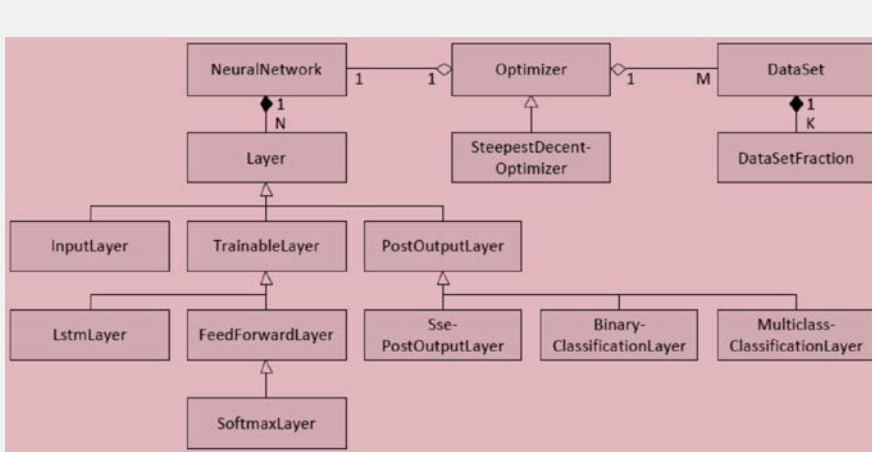 NeuralNetwork
1
1
Optimizer
1
M
DataSet
1
N
1
K
Layer
SteepestDecent-
Optimizer
DataSetFraction
InputLayer
TrainableLayer
PostOutputLayer
LstmLayer
FeedForwardLayer
Sse-
PostOutputLayer
Binary-
ClassificationLayer
Multiclass-
ClassificationLayer
SoftmaxLayer